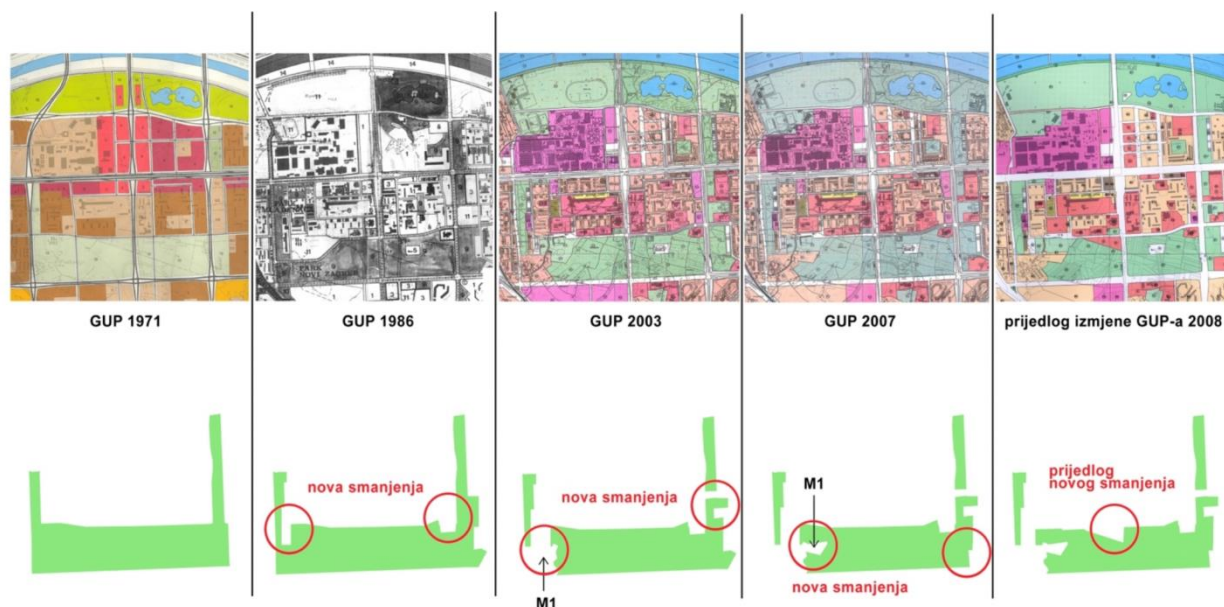 PARK
NOVI ZAGREB
GUP 1971
GUP 1986
GUP 2003
GUP 2007
prijedlog izmjene GUP-a 2008
nova smanjenja
nova smanjenja
M1
M1
nova smanjenja
prijedlog
novog smanjenja